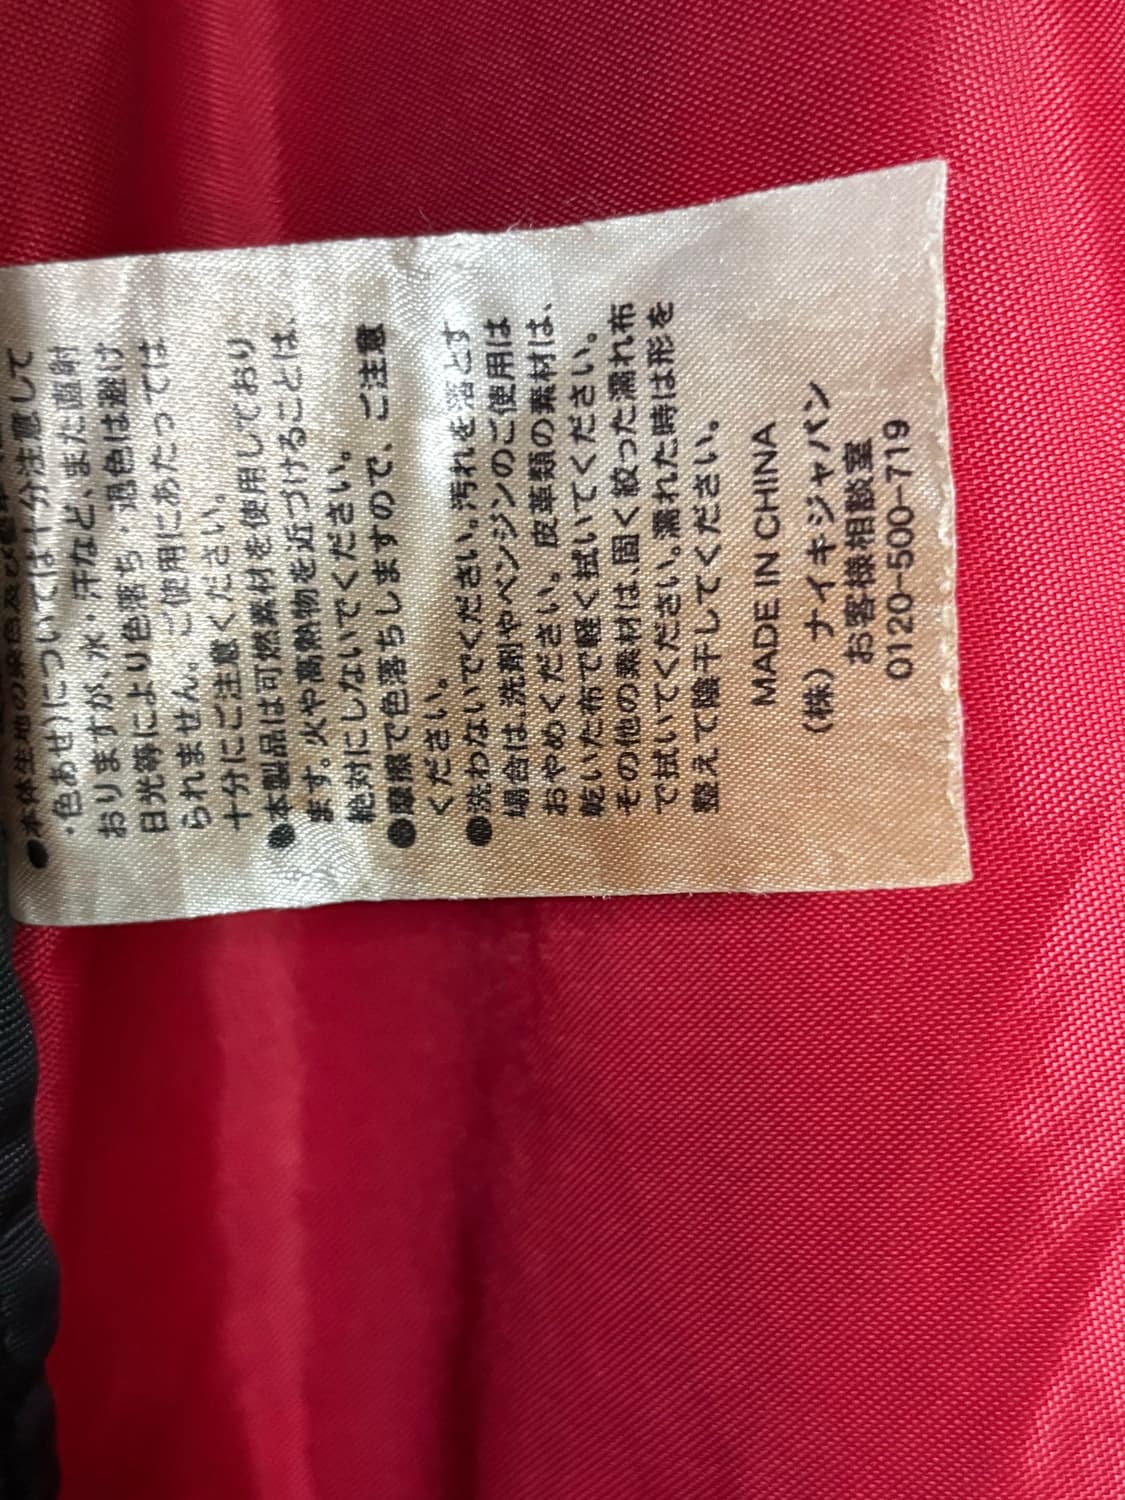 ●本体生地の染色及び
・色あせ)については十分注意して
おりますが、水・汗など、また直射
日光等により色落ち・退色は避け
られません。ご使用にあたっては
十分にご注意ください。
●本製品は可燃素材を使用しており
ます。火や高熱物を近づけることは、
絶対にしないでください。
●摩擦で色落ちしますので、ご注意
ください。
●洗わないでください。汚れを落とす
場合は、洗剤やベンジンのご使用は
おやめください。皮革類の素材は、
乾いた布で軽く拭いてください。
その他の素材は、固く絞った濡れ布
で拭いてください。濡れた時は形を
整えて陰干ししてください。
MADE IN CHINA
(株) ナイキジャパン
お客様相談室
0120-500-719